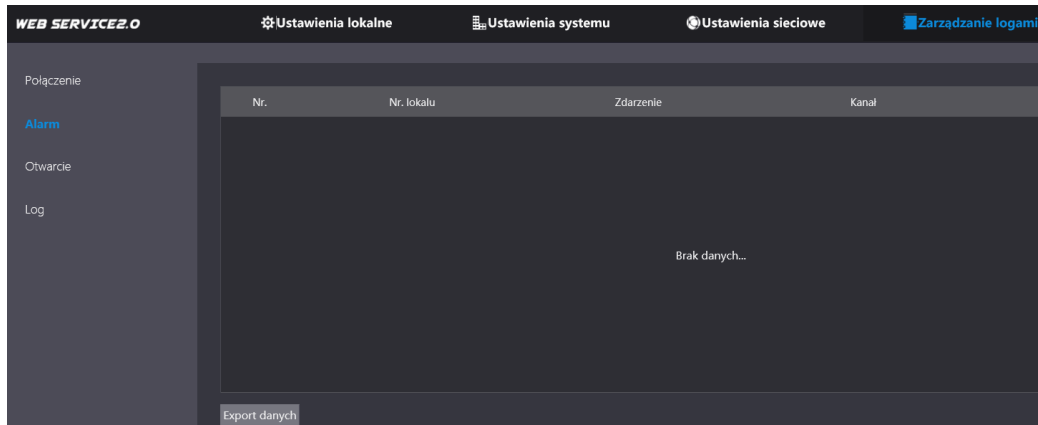 WEB SERVICE2.0 Ustawienia lokalne Ustawienia systemu Ustawienia sieciowe Zarządzanie logami
Połączenie
Nr. Nr. lokalu Zdarzenie Kanał
Alarm
Otwarcie
Log
Brak danych...
Export danych